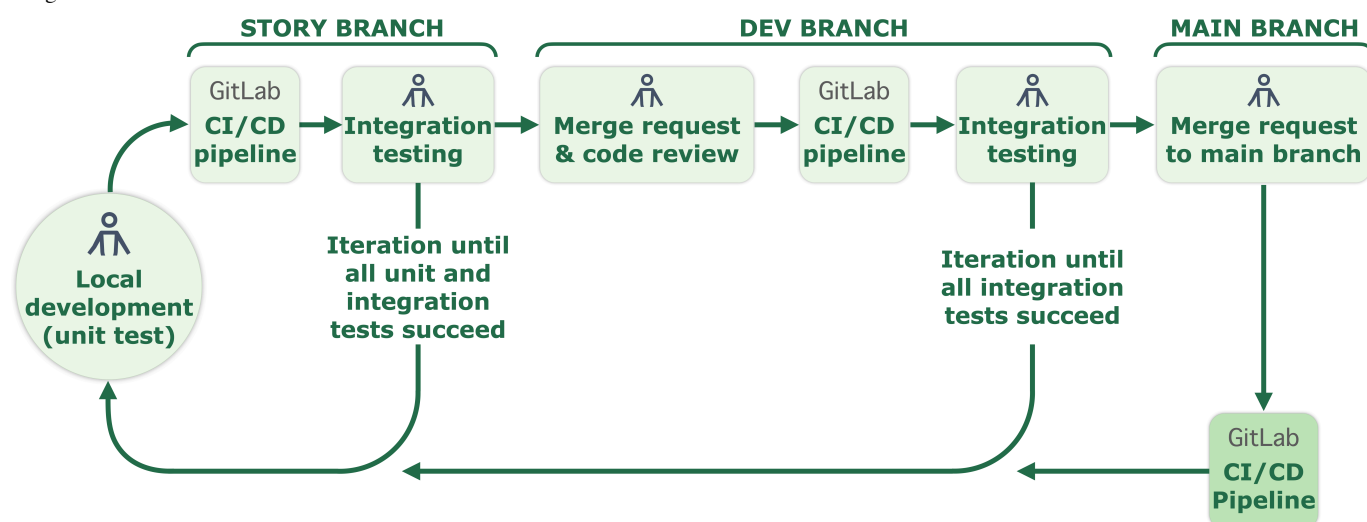 STORY BRANCH
DEV BRANCH
MAIN BRANCH
GitLab
CI/CD
pipeline
Integration
testing
Merge request
& code review
GitLab
CI/CD
pipeline
Integration
testing
Merge request
to main branch
Local
development
(unit test)
Iteration until
all unit and
integration
tests succeed
Iteration until
all integration
tests succeed
GitLab
CI/CD
Pipeline